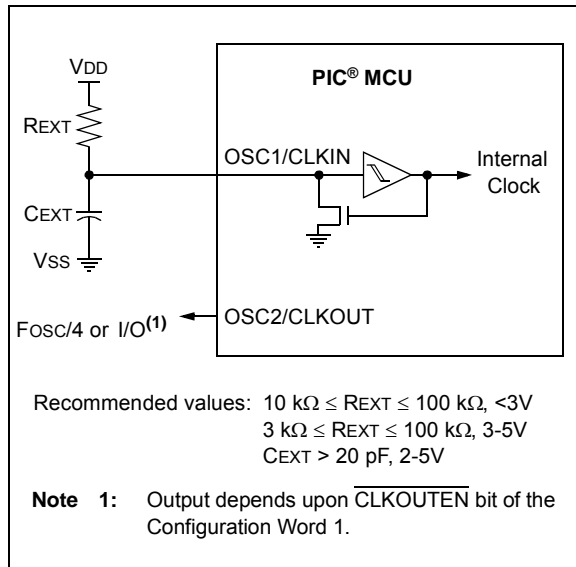 VDD
PIC® MCU
REXT
OSC1/CLKIN
Internal
Clock
CEXT
VSS
FOSC/4 or I/O(1)
OSC2/CLKOUT
Recommended values: 10 kΩ ≤ REXT ≤ 100 kΩ, <3V
3 kΩ ≤ REXT ≤ 100 kΩ, 3-5V
CEXT > 20 pF, 2-5V
Note 1: Output depends upon CLKOUTEN bit of the
Configuration Word 1.